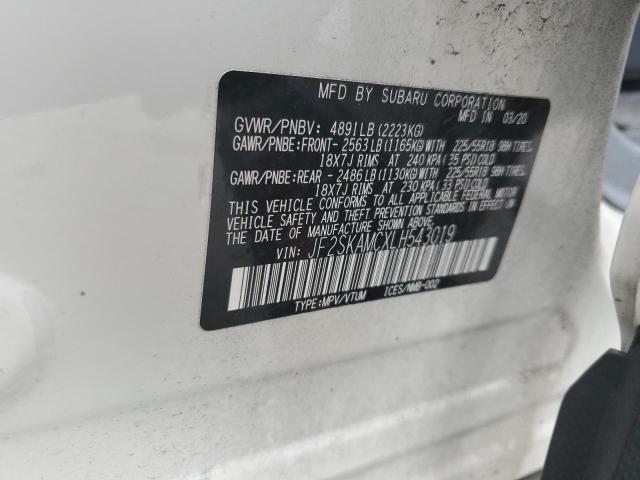 MFD BY SUBARU CORPORATION
MFD IN 03/20
GVWR/PNBV: 4891LB(2223KG)
GAWR/PNBE:FRONT-2563LB(1165KG)WITH 225/55R18 98H TIRES,
18X7J RIMS AT 240 KPA(35 PSI)COLD
GAWR/PNBE:REAR -2486LB(1130KG)WITH 225/55R18 98H TIRES,
18X7J RIMS AT 230 KPA(33 PSI)COLD
THIS VEHICLE CONFORMS TO ALL APPLICABLE FEDERAL MOTOR
VEHICLE SAFETY AND THEFT PREVENTION STANDARDS IN EFFECT ON
THE DATE OF MANUFACTURE SHOWN ABOVE.
VIN: JF2SKAMCXLH543019
TYPE:MPV/VTUM ICES/NMB-002